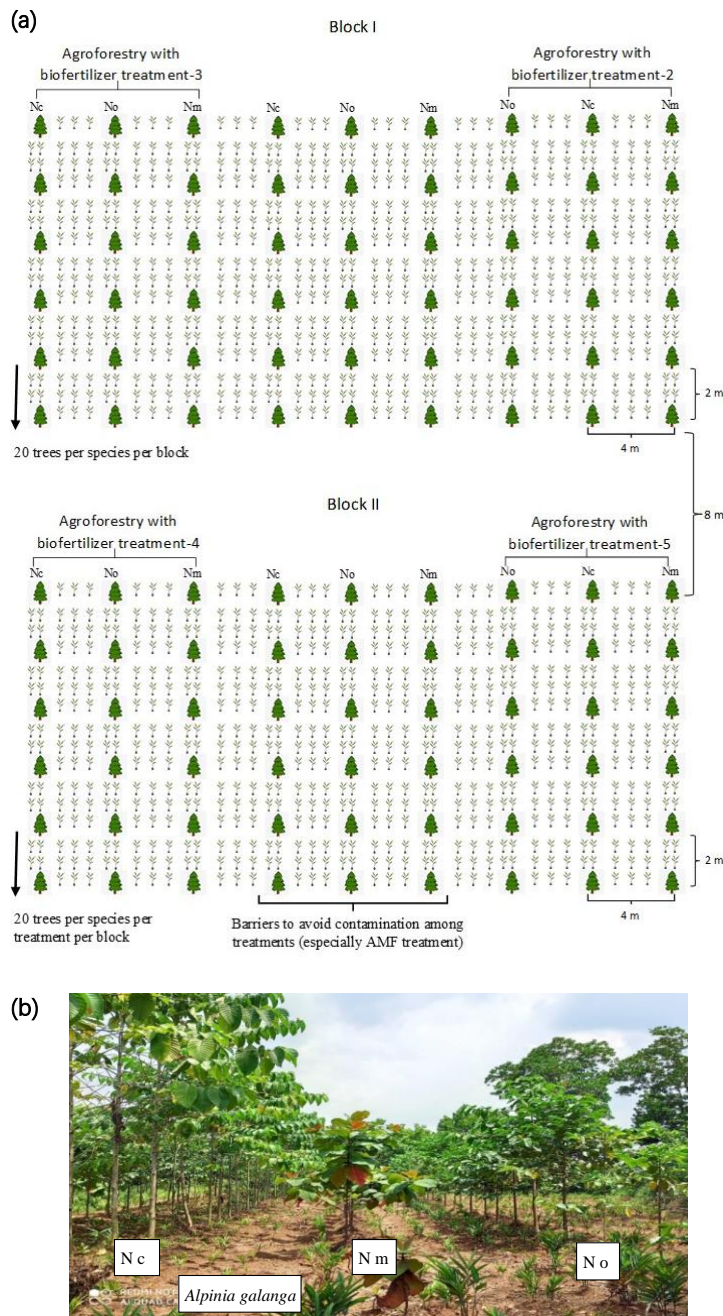 (a)
Block I
Agroforestry with
biofertilizer treatment-3
Agroforestry with
biofertilizer treatment-2
Nc No Nm Nc No Nm No Nc Nm
2 m
4 m
20 trees per species per block
8 m
Block II
Agroforestry with
biofertilizer treatment-4
Agroforestry with
biofertilizer treatment-5
Nc No Nm Nc No Nm No Nc Nm
2 m
4 m
20 trees per species per
treatment per block
Barriers to avoid contamination among
treatments (especially AMF treatment)
(b)
N c
N m
N o
Alpinia galanga